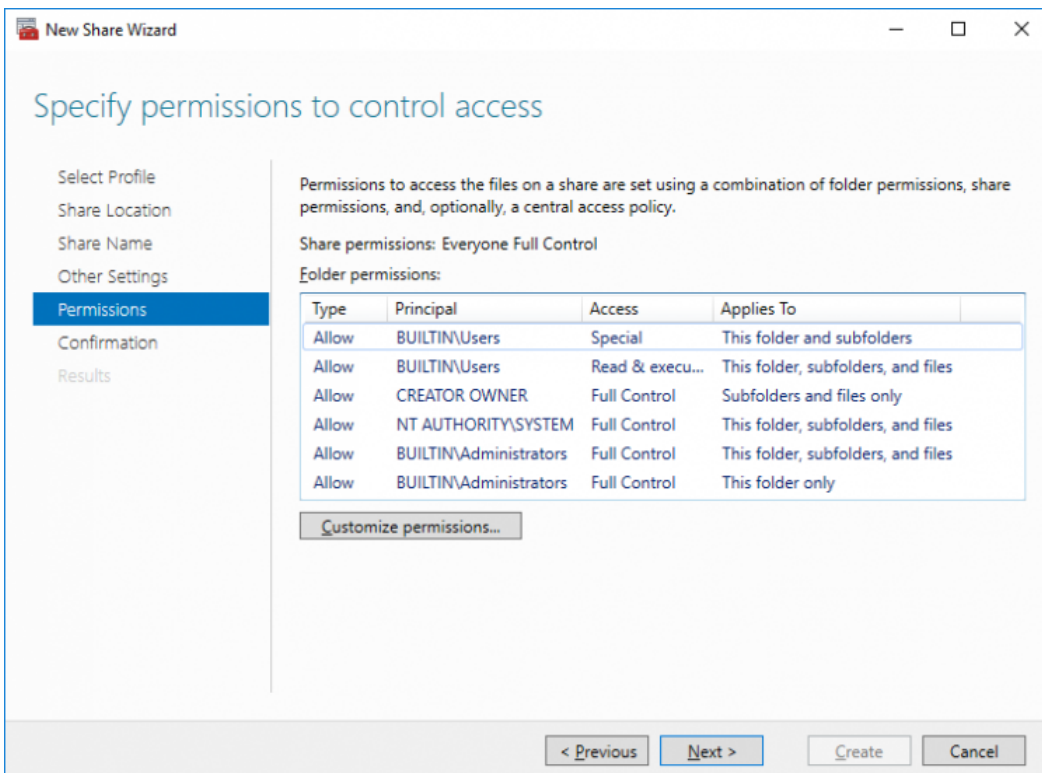 New Share Wizard
Specify permissions to control access
Select Profile
Share Location
Share Name
Other Settings
Permissions
Confirmation
Results
Permissions to access the files on a share are set using a combination of folder permissions, share
permissions, and, optionally, a central access policy.
Share permissions: Everyone Full Control
Folder permissions:
Type Principal Access Applies To
Allow BUILTIN\Users Special This folder and subfolders
Allow BUILTIN\Users Read & execu... This folder, subfolders, and files
Allow CREATOR OWNER Full Control Subfolders and files only
Allow NT AUTHORITY\SYSTEM Full Control This folder, subfolders, and files
Allow BUILTIN\Administrators Full Control This folder, subfolders, and files
Allow BUILTIN\Administrators Full Control This folder only
Customize permissions...
< Previous Next > Create Cancel